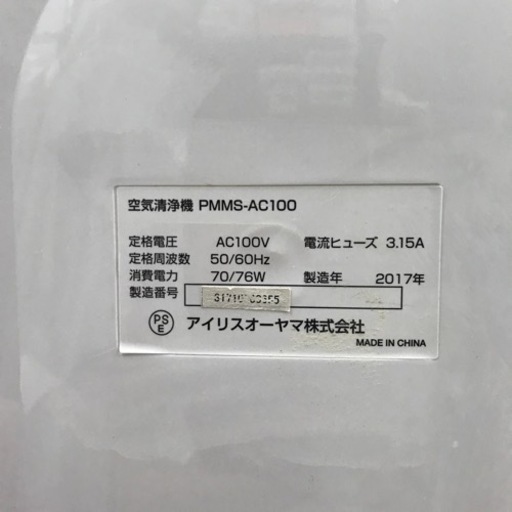 空気清浄機 PMMS-AC100
定格電圧 AC100V 電流ヒューズ 3.15A
定格周波数 50/60Hz
消費電力 70/76W 製造年 2017年
製造番号
PSE アイリスオーヤマ株式会社
MADE IN CHINA